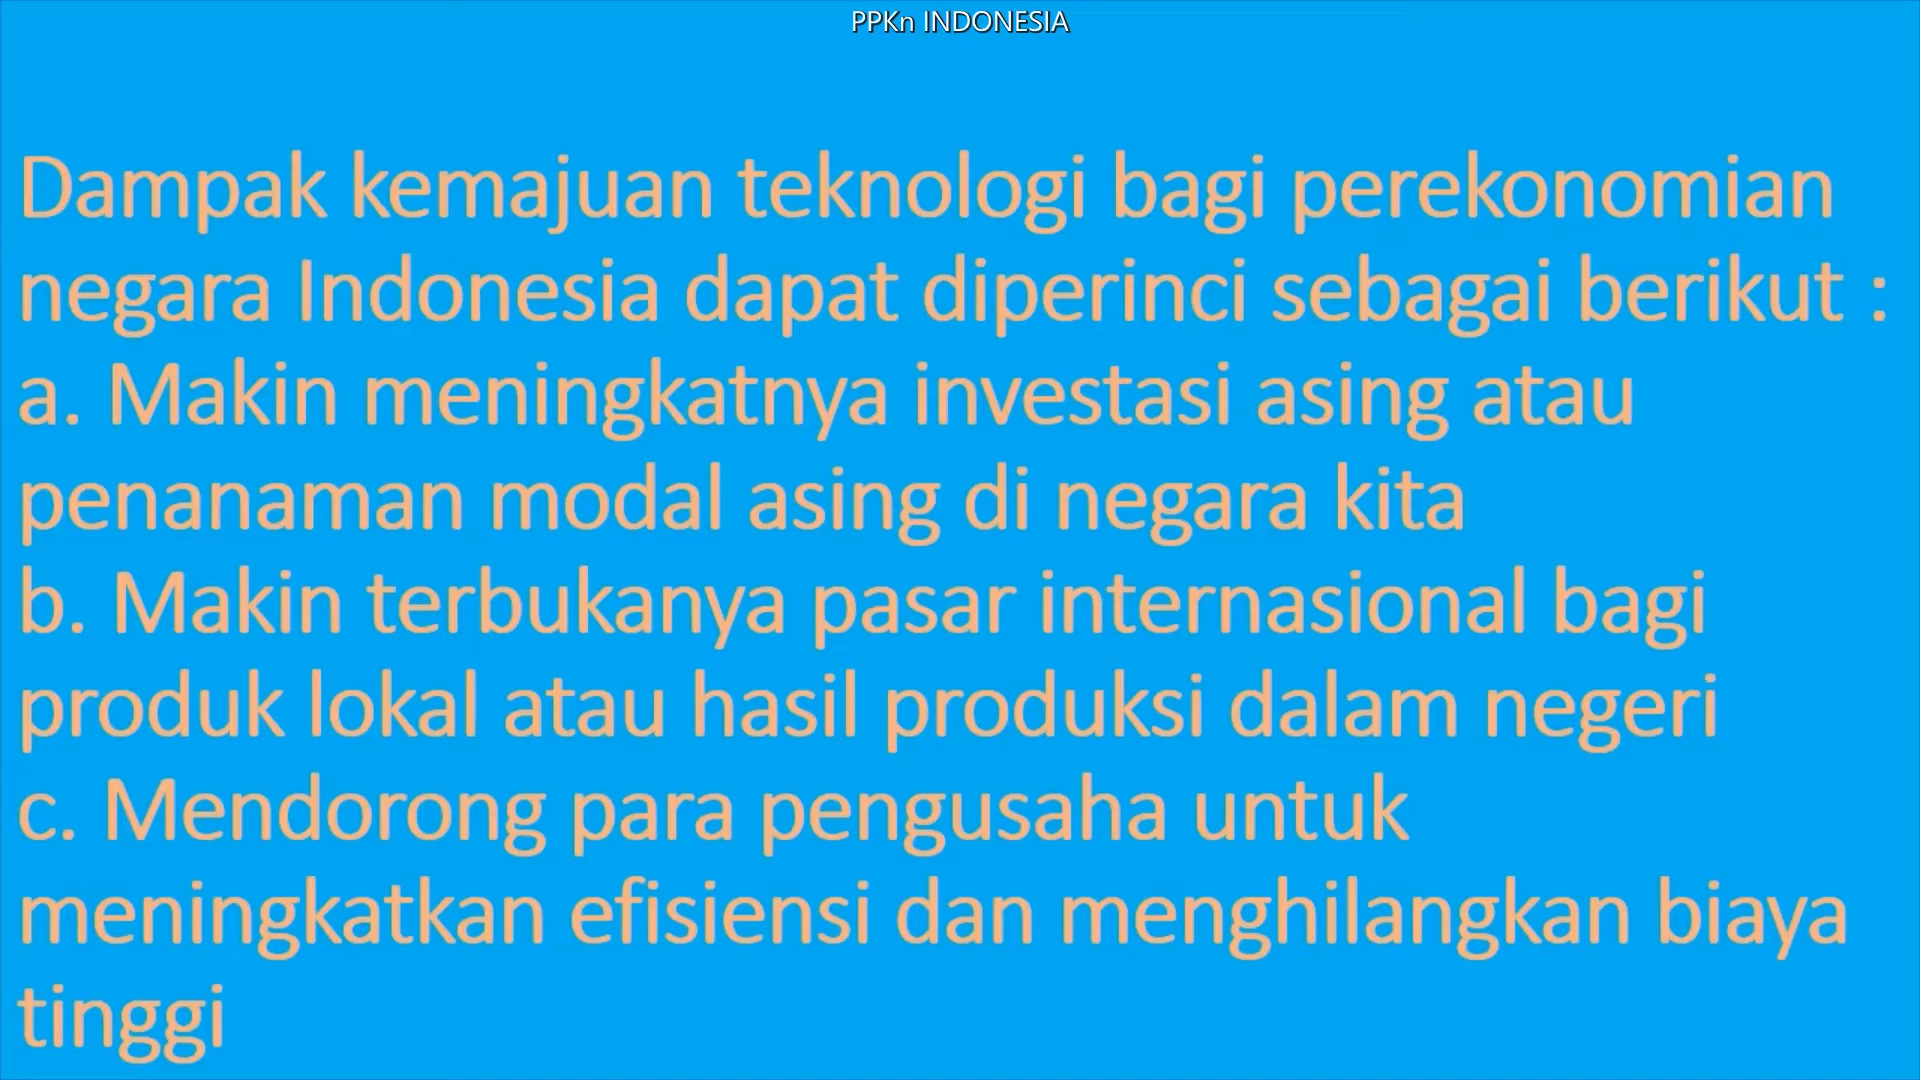 PPKn INDONESIA
Dampak kemajuan teknologi bagi perekonomian
negara Indonesia dapat diperinci sebagai berikut :
a. Makin meningkatnya investasi asing atau
penanaman modal asing di negara kita
b. Makin terbukanya pasar internasional bagi
produk lokal atau hasil produksi dalam negeri
c. Mendorong para pengusaha untuk
meningkatkan efisiensi dan menghilangkan biaya
tinggi